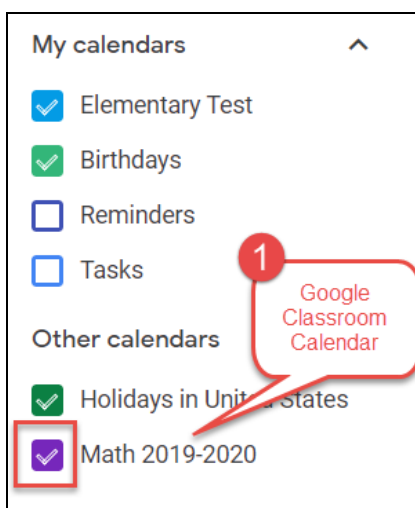 My calendars
Elementary Test
Birthdays
Reminders
Tasks
1
Google
Classroom
Calendar
Other calendars
Holidays in United States
Math 2019-2020